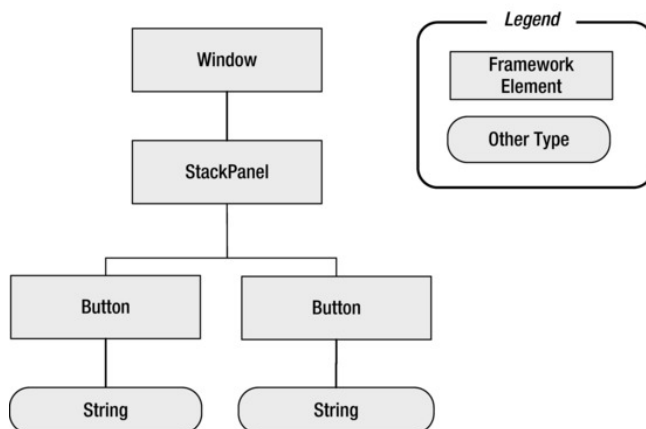 Legend
Window
Framework
Element
Other Type
StackPanel
Button
Button
String
String